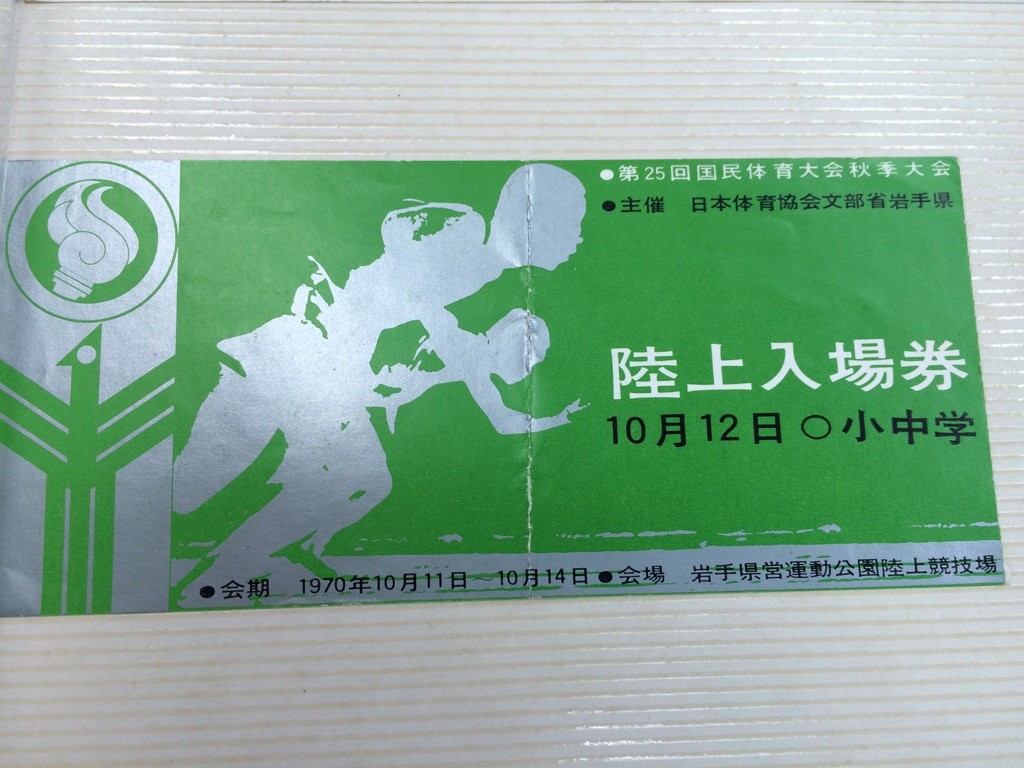 ●第25回国民体育大会秋季大会
●主催 日本体育協会文部省岩手県
陸上入場券
10月12日 ○小中学
●会期 1970年10月11日～10月14日 ●会場 岩手県営運動公園陸上競技場